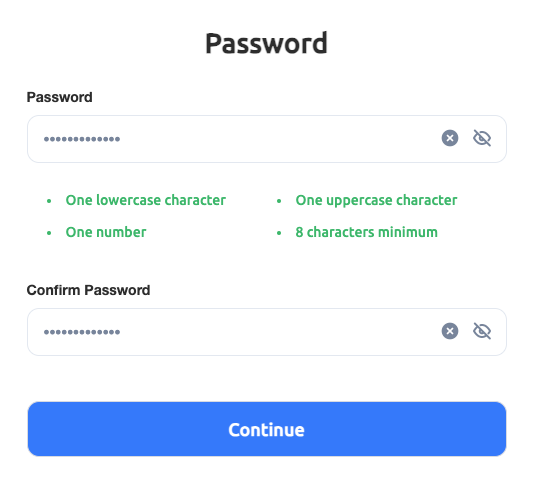 Password
Password
•••••••••••••
• One lowercase character • One uppercase character
• One number • 8 characters minimum
Confirm Password
•••••••••••••
Continue